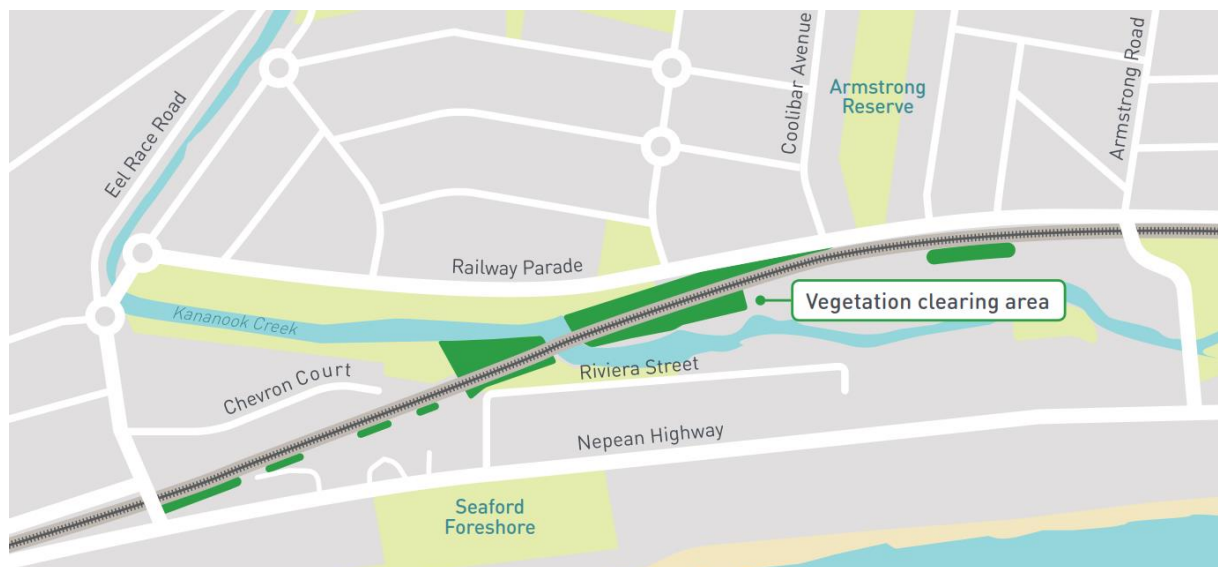 Eel Race Road
Coolibar Avenue
Armstrong
Reserve
Armstrong Road
Railway Parade
Vegetation clearing area
Kananook Creek
Chevron Court
Riviera Street
Nepean Highway
Seaford
Foreshore